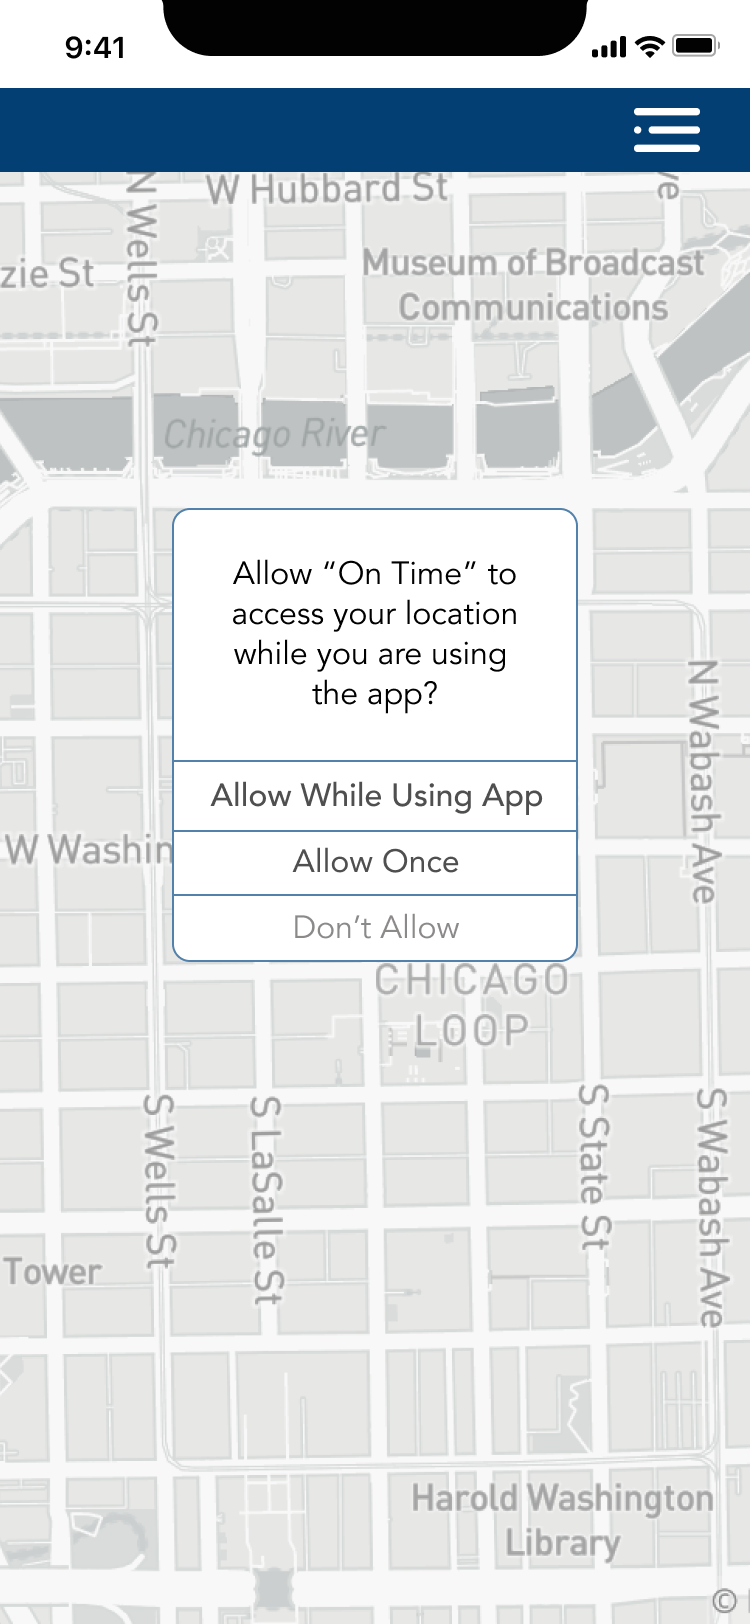 9:41
W Hubbard St
N Wells St
ve
zie St
Museum of Broadcast
Communications
Chicago River
Allow “On Time” to
access your location
while you are using
the app?
N Wabash Ave
Allow While Using App
W Washin
Allow Once
Don’t Allow
CHICAGO
LOOP
S Wells St
S LaSalle St
S State St
S Wabash Ave
Tower
Harold Washington
Library
©